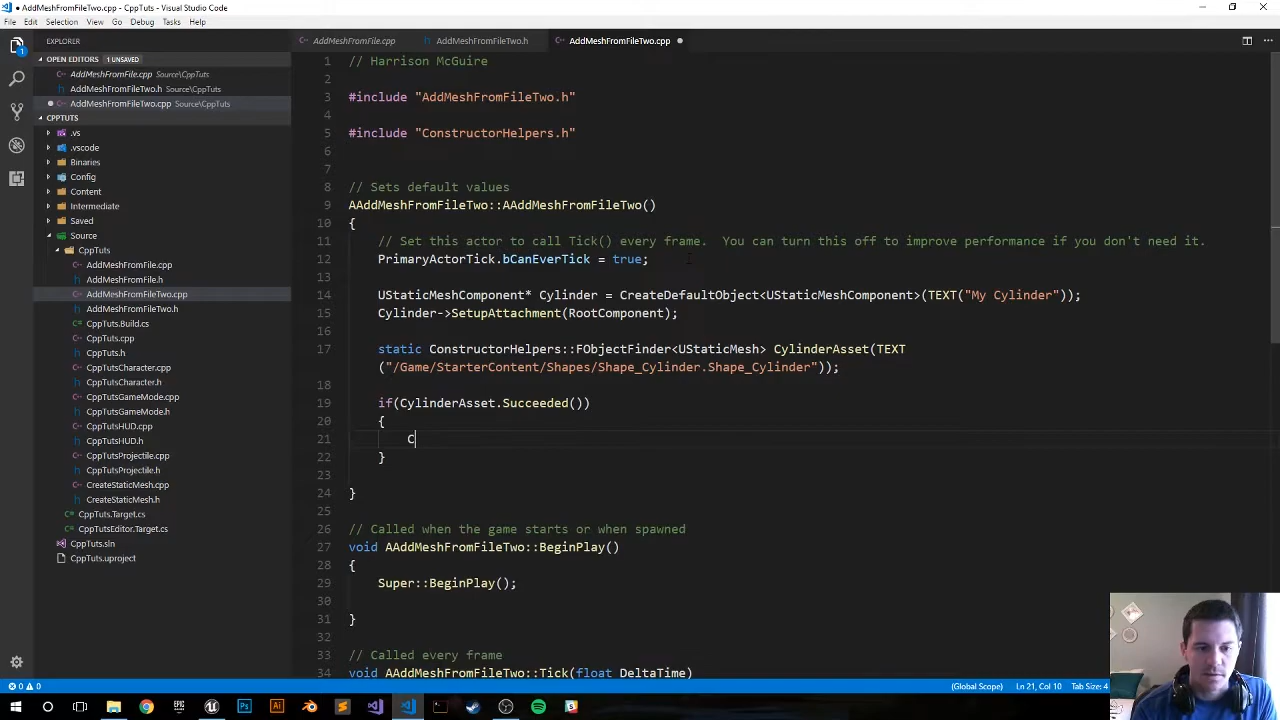 ● AddMeshFromFileTwo.cpp - CppTuts - Visual Studio Code
File Edit Selection View Go Debug Tasks Help
EXPLORER
OPEN EDITORS 1 UNSAVED
AddMeshFromFile.cpp Source\CppTuts
AddMeshFromFileTwo.h Source\CppTuts
AddMeshFromFileTwo.cpp Source\CppTuts
CPPTUTS
.vs
.vscode
Binaries
Config
Content
Intermediate
Saved
Source
CppTuts
AddMeshFromFile.cpp
AddMeshFromFile.h
AddMeshFromFileTwo.cpp
AddMeshFromFileTwo.h
CppTuts.Build.cs
CppTuts.cpp
CppTuts.h
CppTutsCharacter.cpp
CppTutsCharacter.h
CppTutsGameMode.cpp
CppTutsGameMode.h
CppTutsHUD.cpp
CppTutsHUD.h
CppTutsProjectile.cpp
CppTutsProjectile.h
CreateStaticMesh.cpp
CreateStaticMesh.h
CppTuts.Target.cs
CppTutsEditor.Target.cs
CppTuts.sln
CppTuts.uproject
AddMeshFromFile.cpp AddMeshFromFileTwo.h AddMeshFromFileTwo.cpp
1 // Harrison McGuire
2
3 #include "AddMeshFromFileTwo.h"
4
5 #include "ConstructorHelpers.h"
6
7
8 // Sets default values
9 AAddMeshFromFileTwo::AAddMeshFromFileTwo()
10 {
11 // Set this actor to call Tick() every frame.  You can turn this off to improve performance if you don't need it.
12 PrimaryActorTick.bCanEverTick = true;
13
14 UStaticMeshComponent* Cylinder = CreateDefaultObject<UStaticMeshComponent>(TEXT("My Cylinder"));
15 Cylinder->SetupAttachment(RootComponent);
16
17 static ConstructorHelpers::FObjectFinder<UStaticMesh> CylinderAsset(TEXT
("/Game/StarterContent/Shapes/Shape_Cylinder.Shape_Cylinder"));
18
19 if(CylinderAsset.Succeeded())
20 {
21 C
22 }
23
24 }
25
26 // Called when the game starts or when spawned
27 void AAddMeshFromFileTwo::BeginPlay()
28 {
29 Super::BeginPlay();
30
31 }
32
33 // Called every frame
34 void AAddMeshFromFileTwo::Tick(float DeltaTime)
0 0 (Global Scope) Ln 21, Col 10 Tab Size: 4